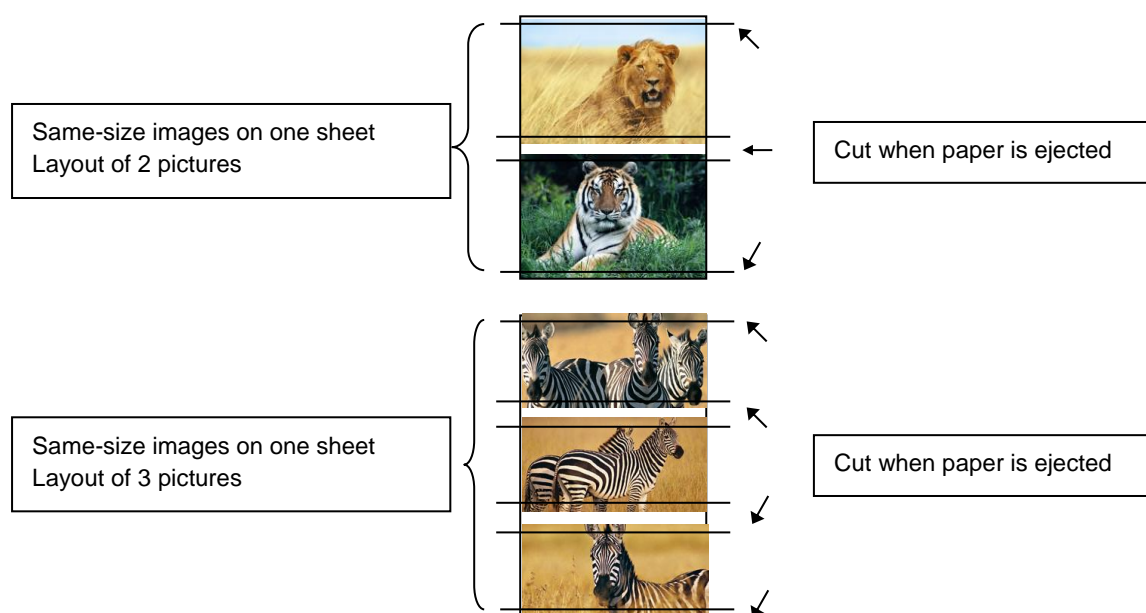 Same-size images on one sheet
Layout of 2 pictures
Cut when paper is ejected
Same-size images on one sheet
Layout of 3 pictures
Cut when paper is ejected